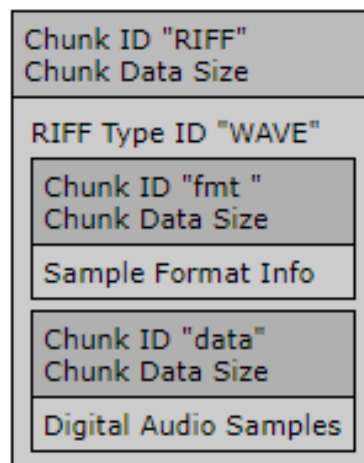 Chunk ID "RIFF"
Chunk Data Size
RIFF Type ID "WAVE"
Chunk ID "fmt "
Chunk Data Size
Sample Format Info
Chunk ID "data"
Chunk Data Size
Digital Audio Samples